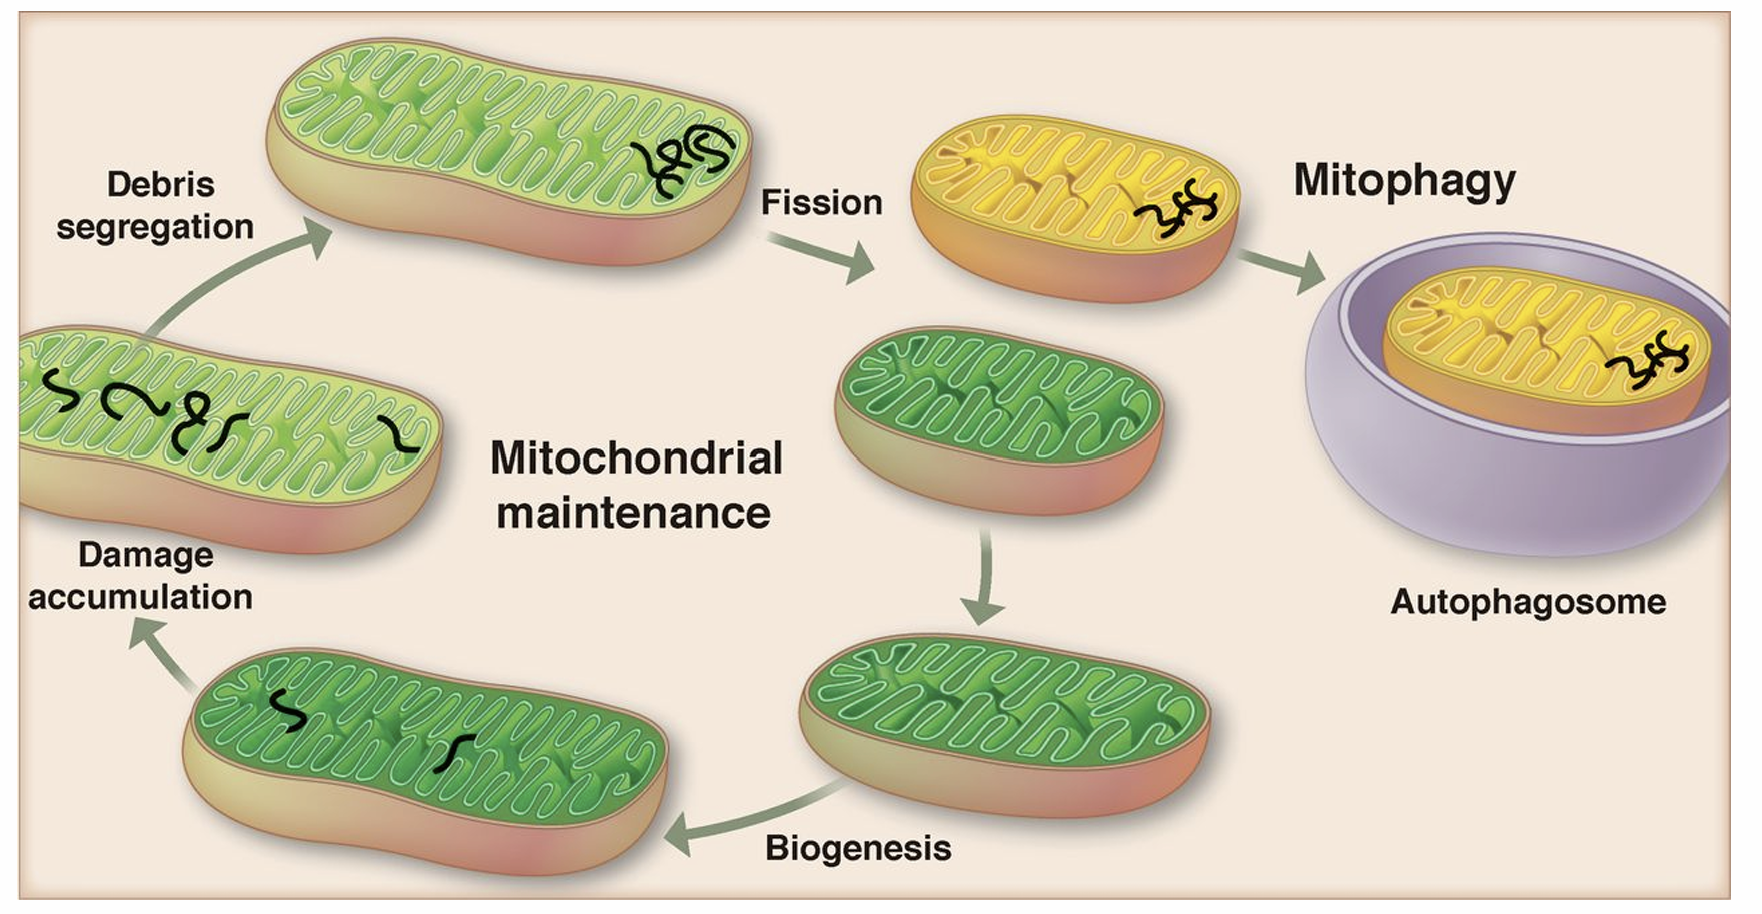 Debris
segregation
Fission
Mitophagy
Mitochondrial
maintenance
Damage
accumulation
Autophagosome
Biogenesis